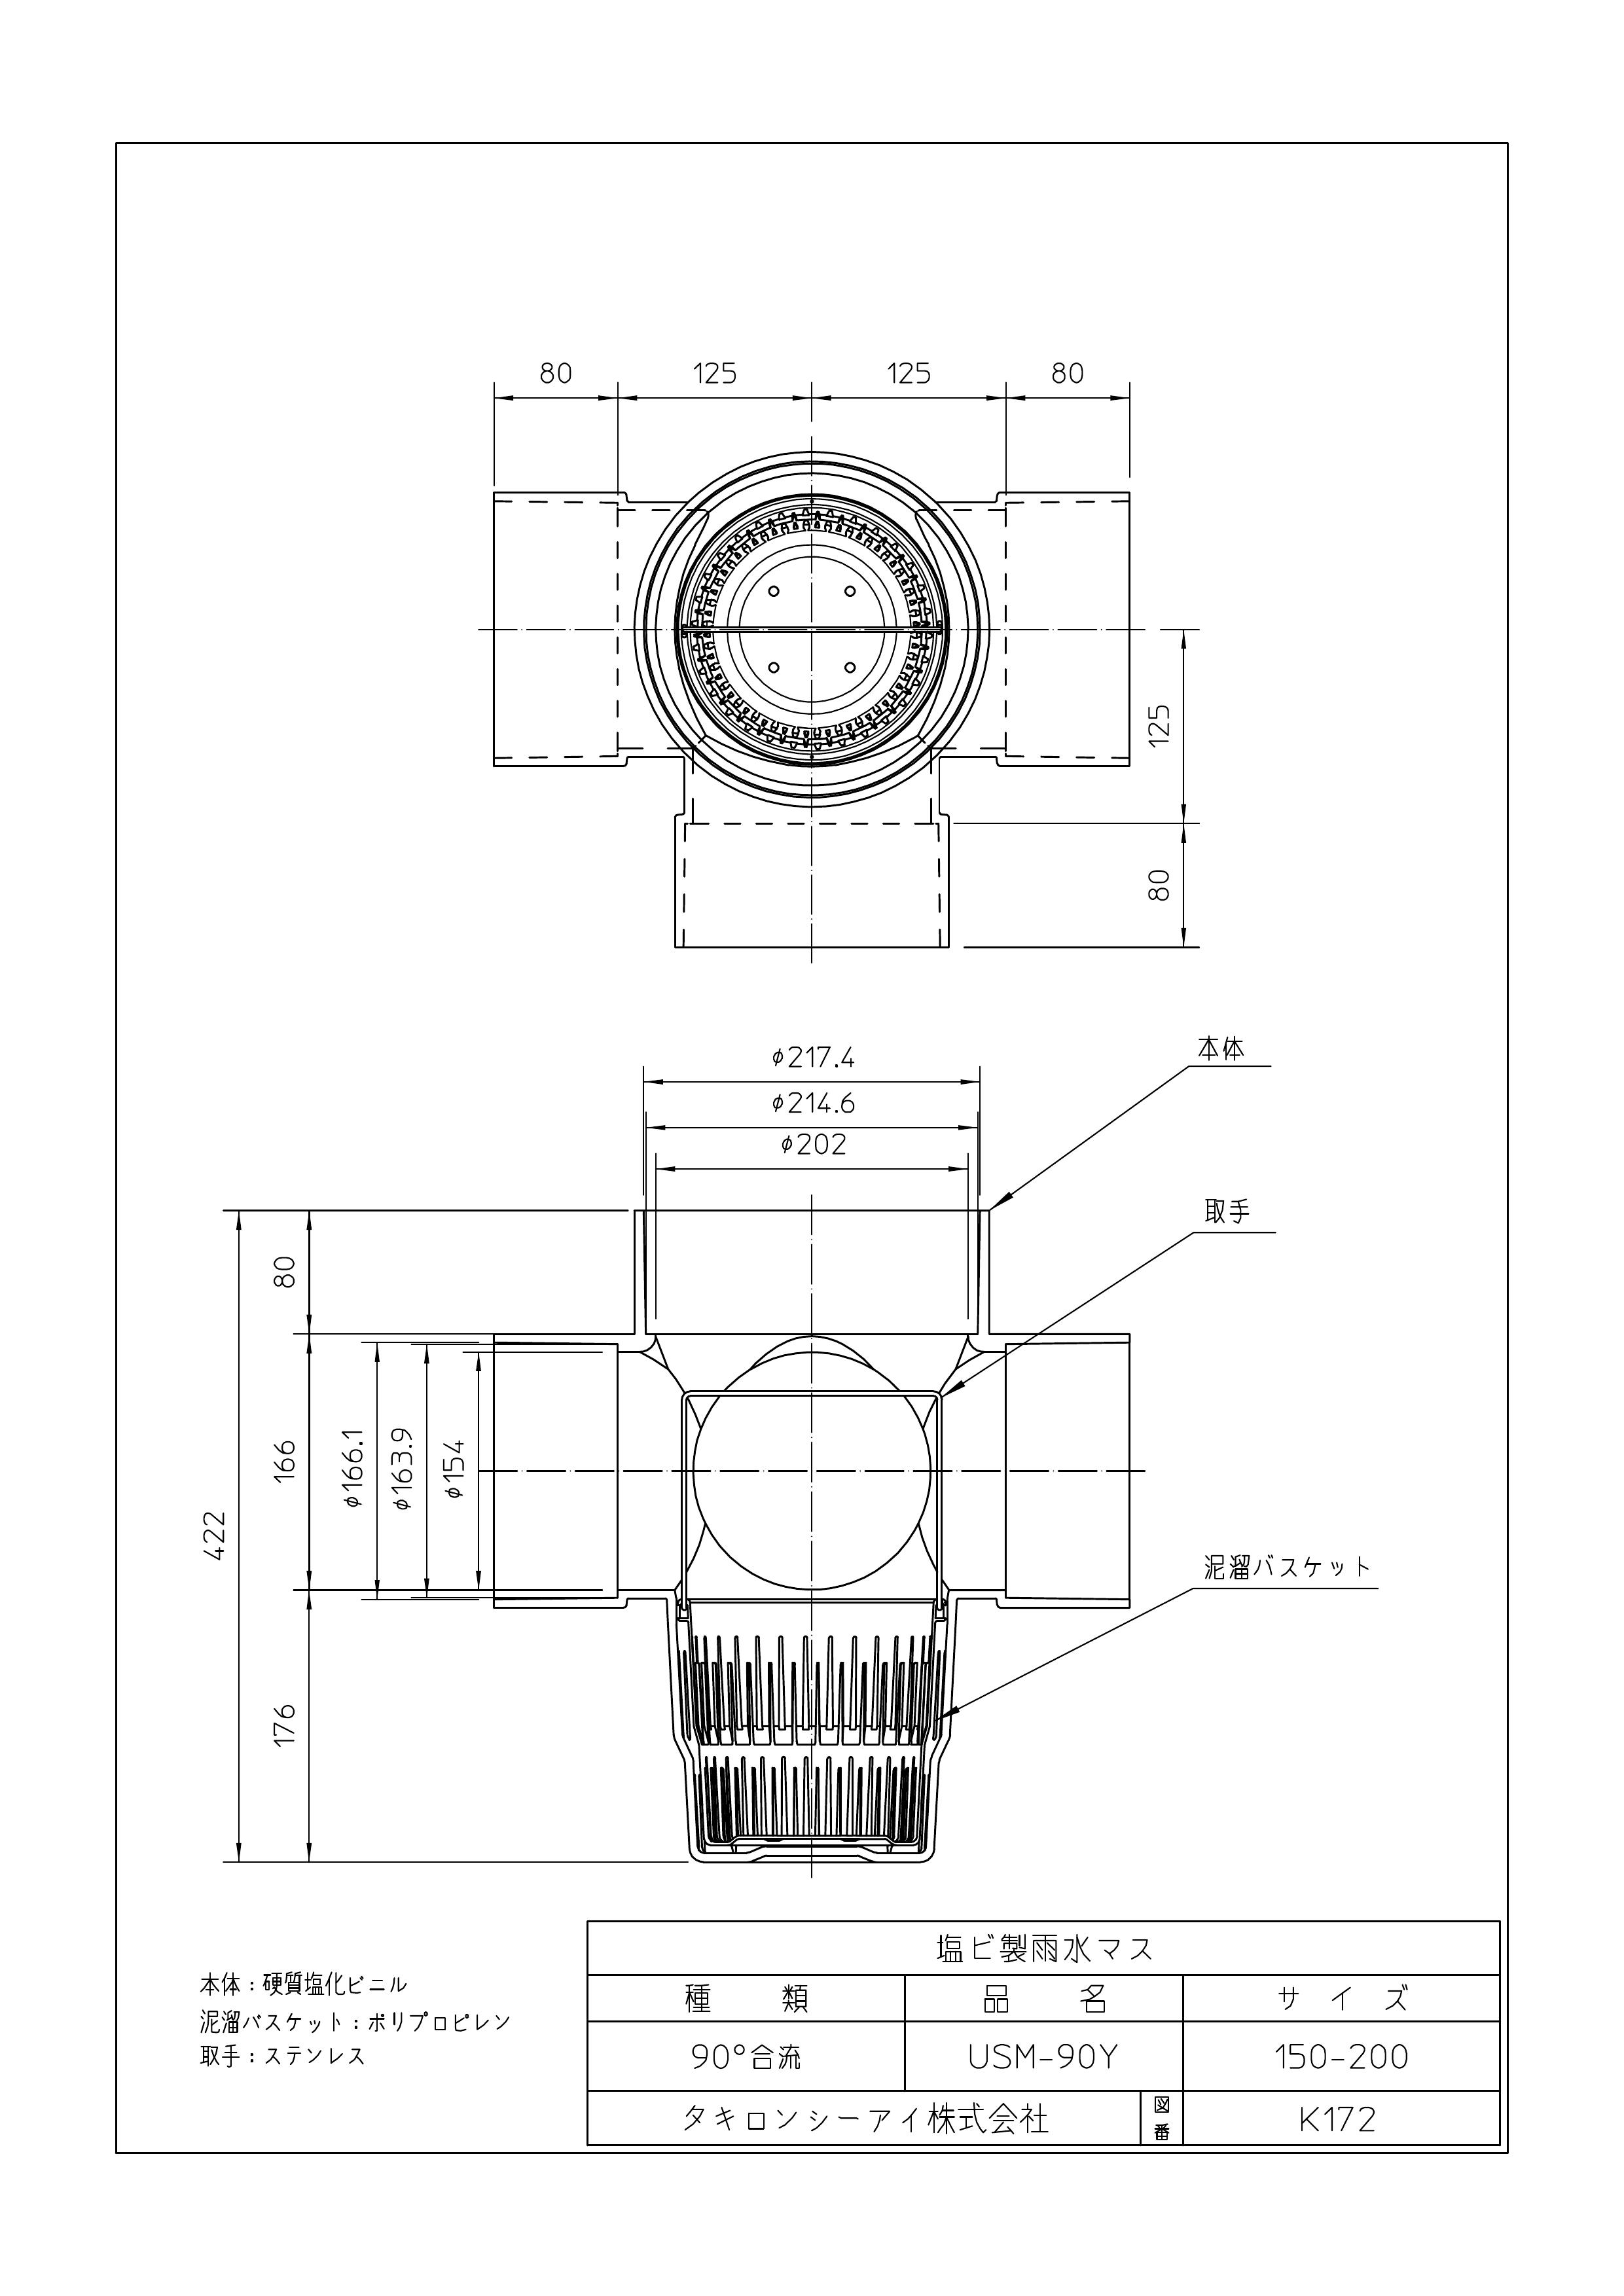 80 125 125 80
125
80
φ217.4
φ214.6
φ202
本体
取手
泥溜バスケット
80
166
176
422
φ166.1
φ163.9
φ154
本体：硬質塩化ビニル
泥溜バスケット：ポリプロピレン
取手：ステンレス
塩ビ製雨水マス
種類 品名 サイズ
90°合流 USM-90Y 150-200
タキロンシーアイ株式会社 図番 K172